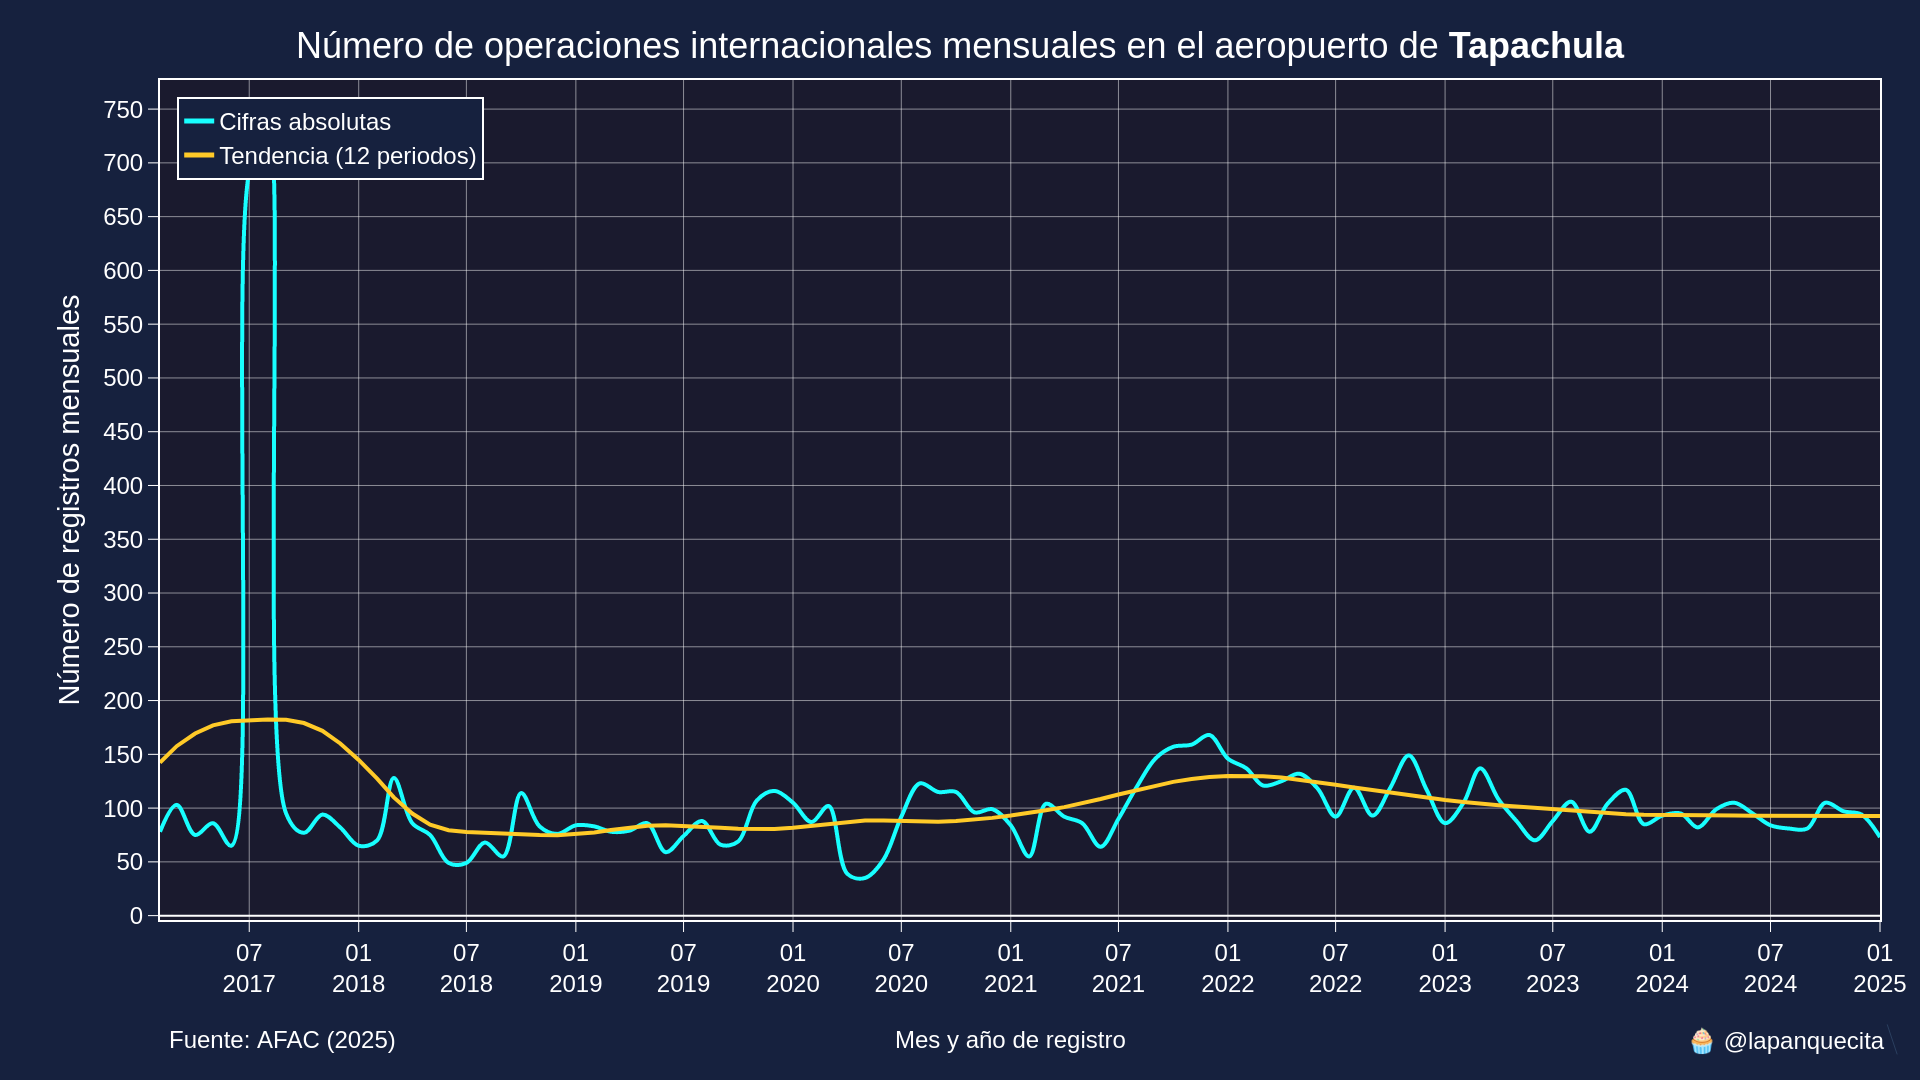 Número de operaciones internacionales mensuales en el aeropuerto de Tapachula
Cifras absolutas
Tendencia (12 periodos)
Número de registros mensuales
750
700
650
600
550
500
450
400
350
300
250
200
150
100
50
0
07 01 07 01 07 01 07 01 07 01 07 01 07 01 07 01
2017 2018 2018 2019 2019 2020 2020 2021 2021 2022 2022 2023 2023 2024 2024 2025
Fuente: AFAC (2025)
Mes y año de registro
🧁 @lapanquecita